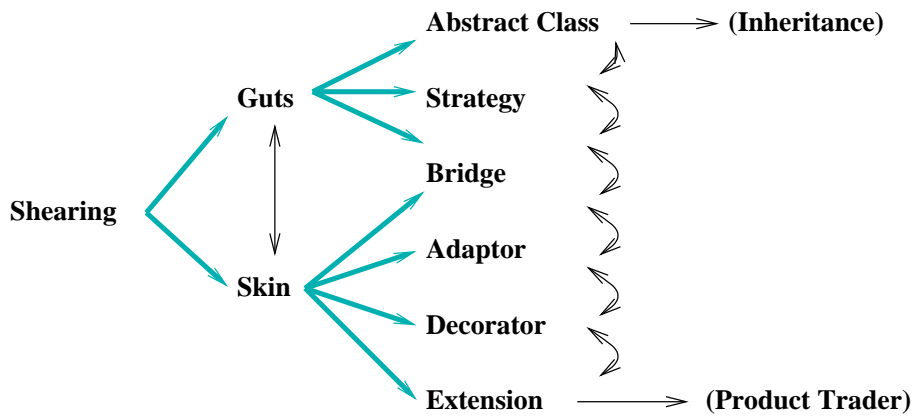 Abstract Class
(Inheritance)
Guts
Strategy
Bridge
Shearing
Adaptor
Skin
Decorator
Extension
(Product Trader)